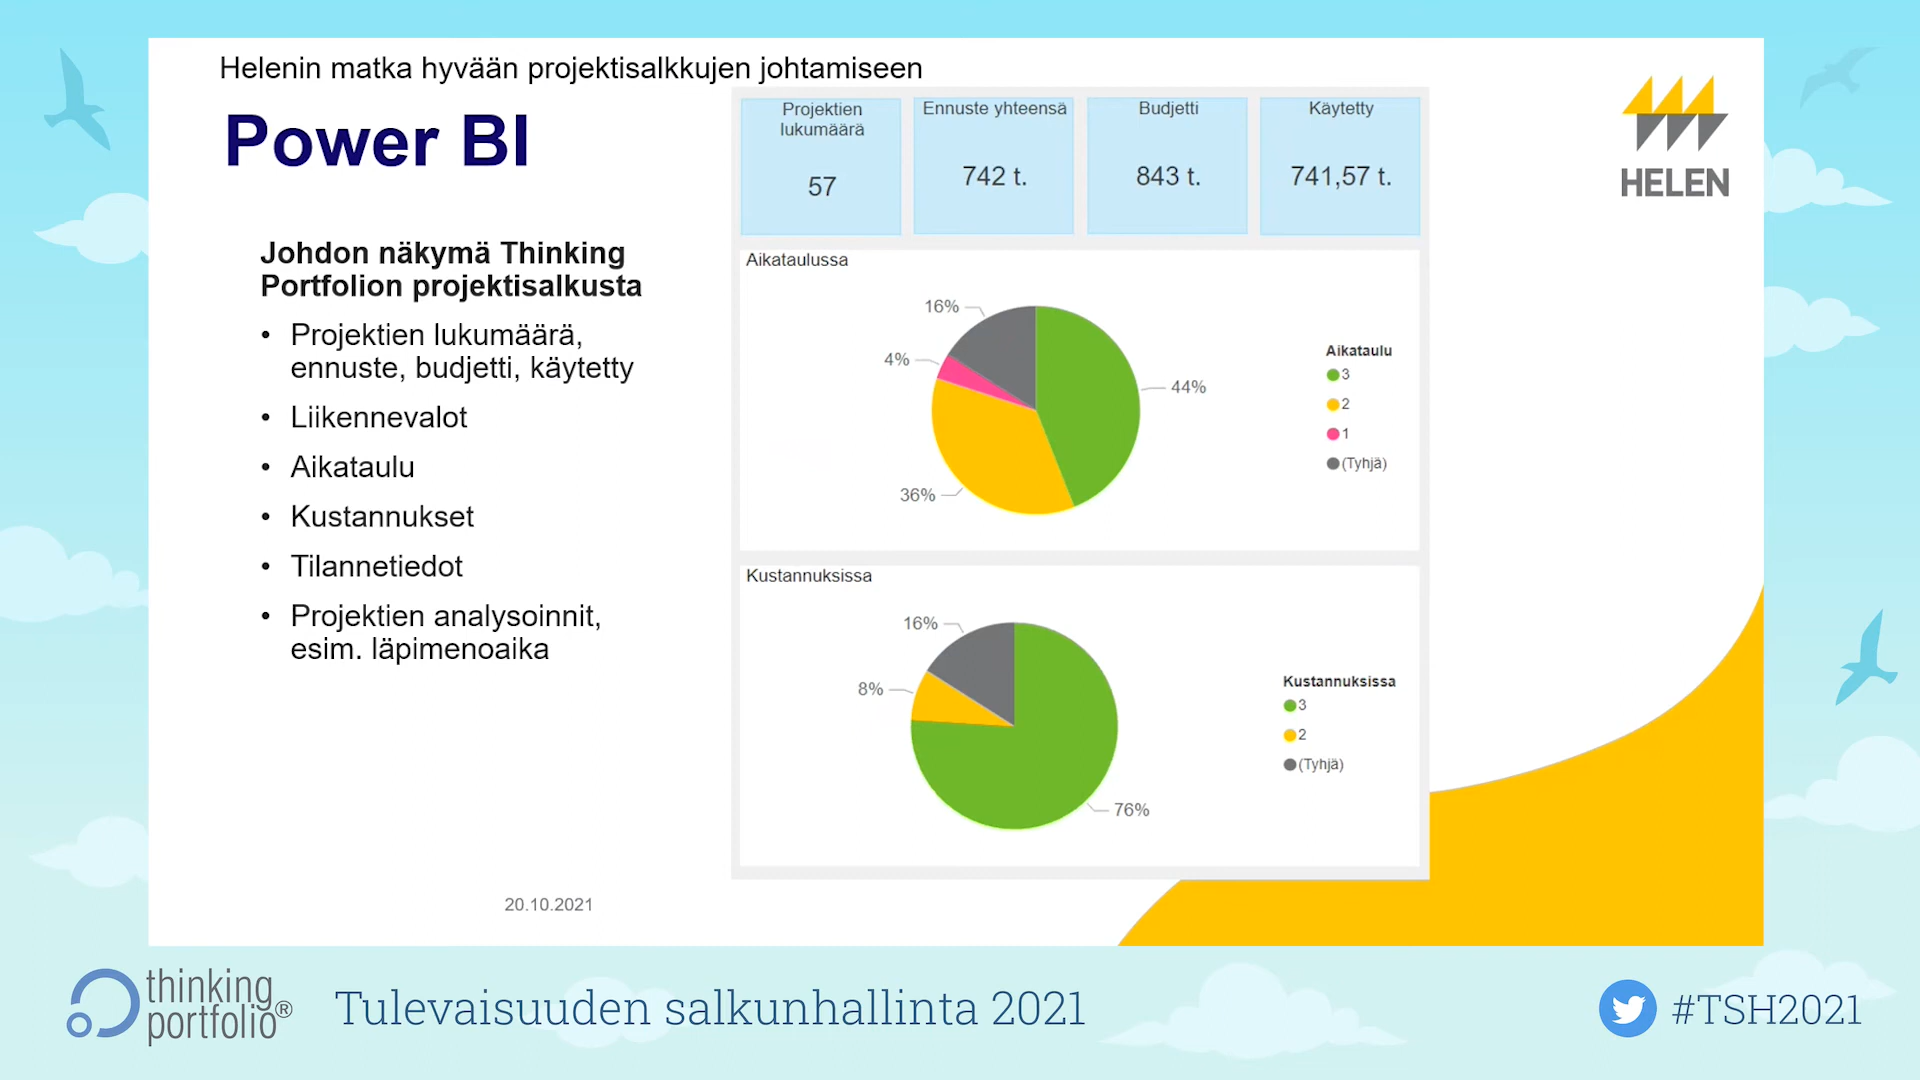 Helenin matka hyvään projektisalkkujen johtamiseen
Power BI
HELEN
Johdon näkymä Thinking
Portfolion projektisalkusta
• Projektien lukumäärä,
ennuste, budjetti, käytetty
• Liikennevalot
• Aikataulu
• Kustannukset
• Tilannetiedot
• Projektien analysoinnit,
esim. läpimenoaika
Projektien
lukumäärä
57
Ennuste yhteensä
742 t.
Budjetti
843 t.
Käytetty
741,57 t.
Aikataulussa
16%
4%
44%
36%
Aikataulu
3
2
1
(Tyhjä)
Kustannuksissa
16%
8%
76%
Kustannuksissa
3
2
(Tyhjä)
20.10.2021
thinking
portfolio®
Tulevaisuuden salkunhallinta 2021
#TSH2021